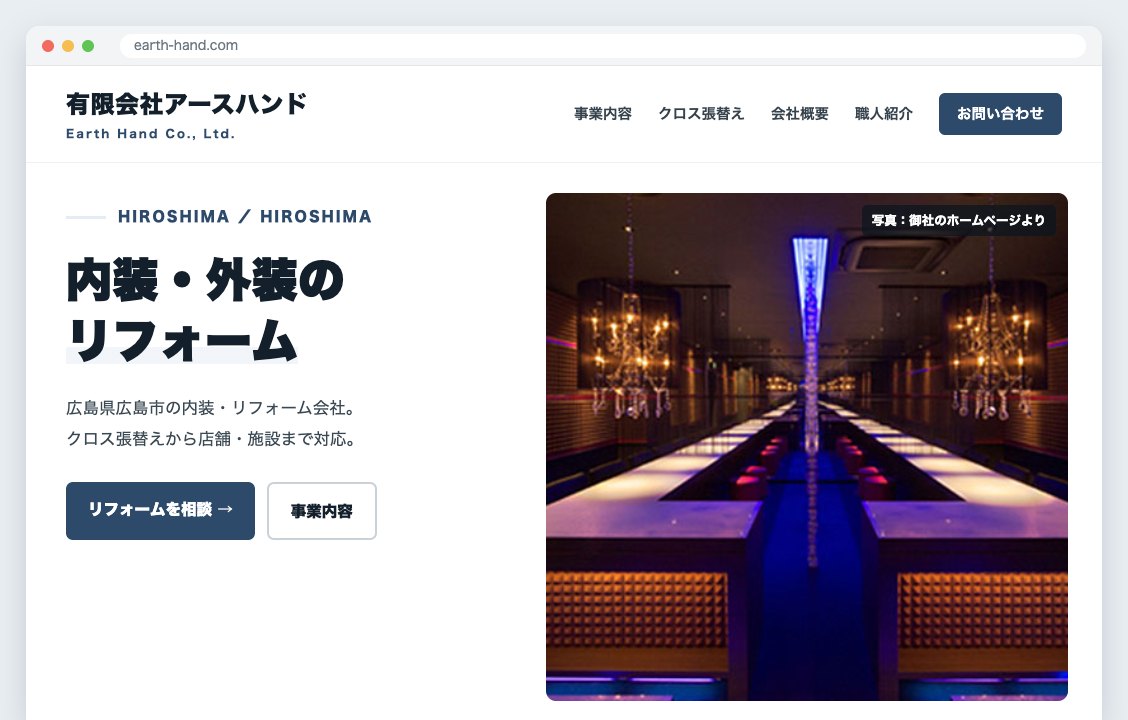 earth-hand.com
有限会社アースハンド
Earth Hand Co., Ltd.
事業内容
クロス張替え
会社概要
職人紹介
お問い合わせ
HIROSHIMA ／ HIROSHIMA
内装・外装の
リフォーム
広島県広島市の内装・リフォーム会社。
クロス張替えから店舗・施設まで対応。
リフォームを相談 →
事業内容
写真：御社のホームページより